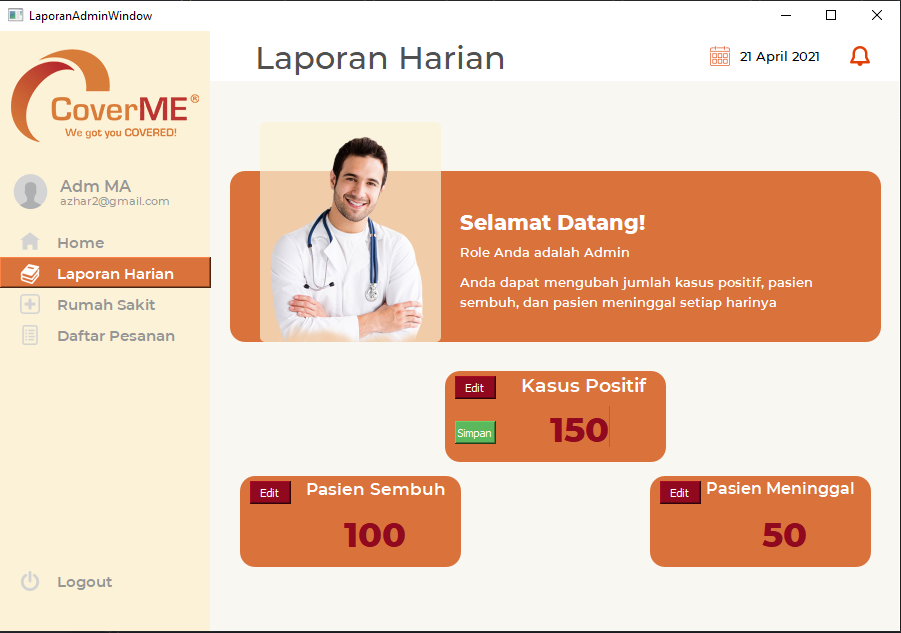 LaporanAdminWindow
CoverME®
We got you COVERED!
Adm MA
azhar2@gmail.com
Home
Laporan Harian
Rumah Sakit
Daftar Pesanan
Logout
Laporan Harian
21 April 2021
Selamat Datang!
Role Anda adalah Admin
Anda dapat mengubah jumlah kasus positif, pasien
sembuh, dan pasien meninggal setiap harinya
Edit
Kasus Positif
Simpan
150
Edit
Pasien Sembuh
100
Edit
Pasien Meninggal
50